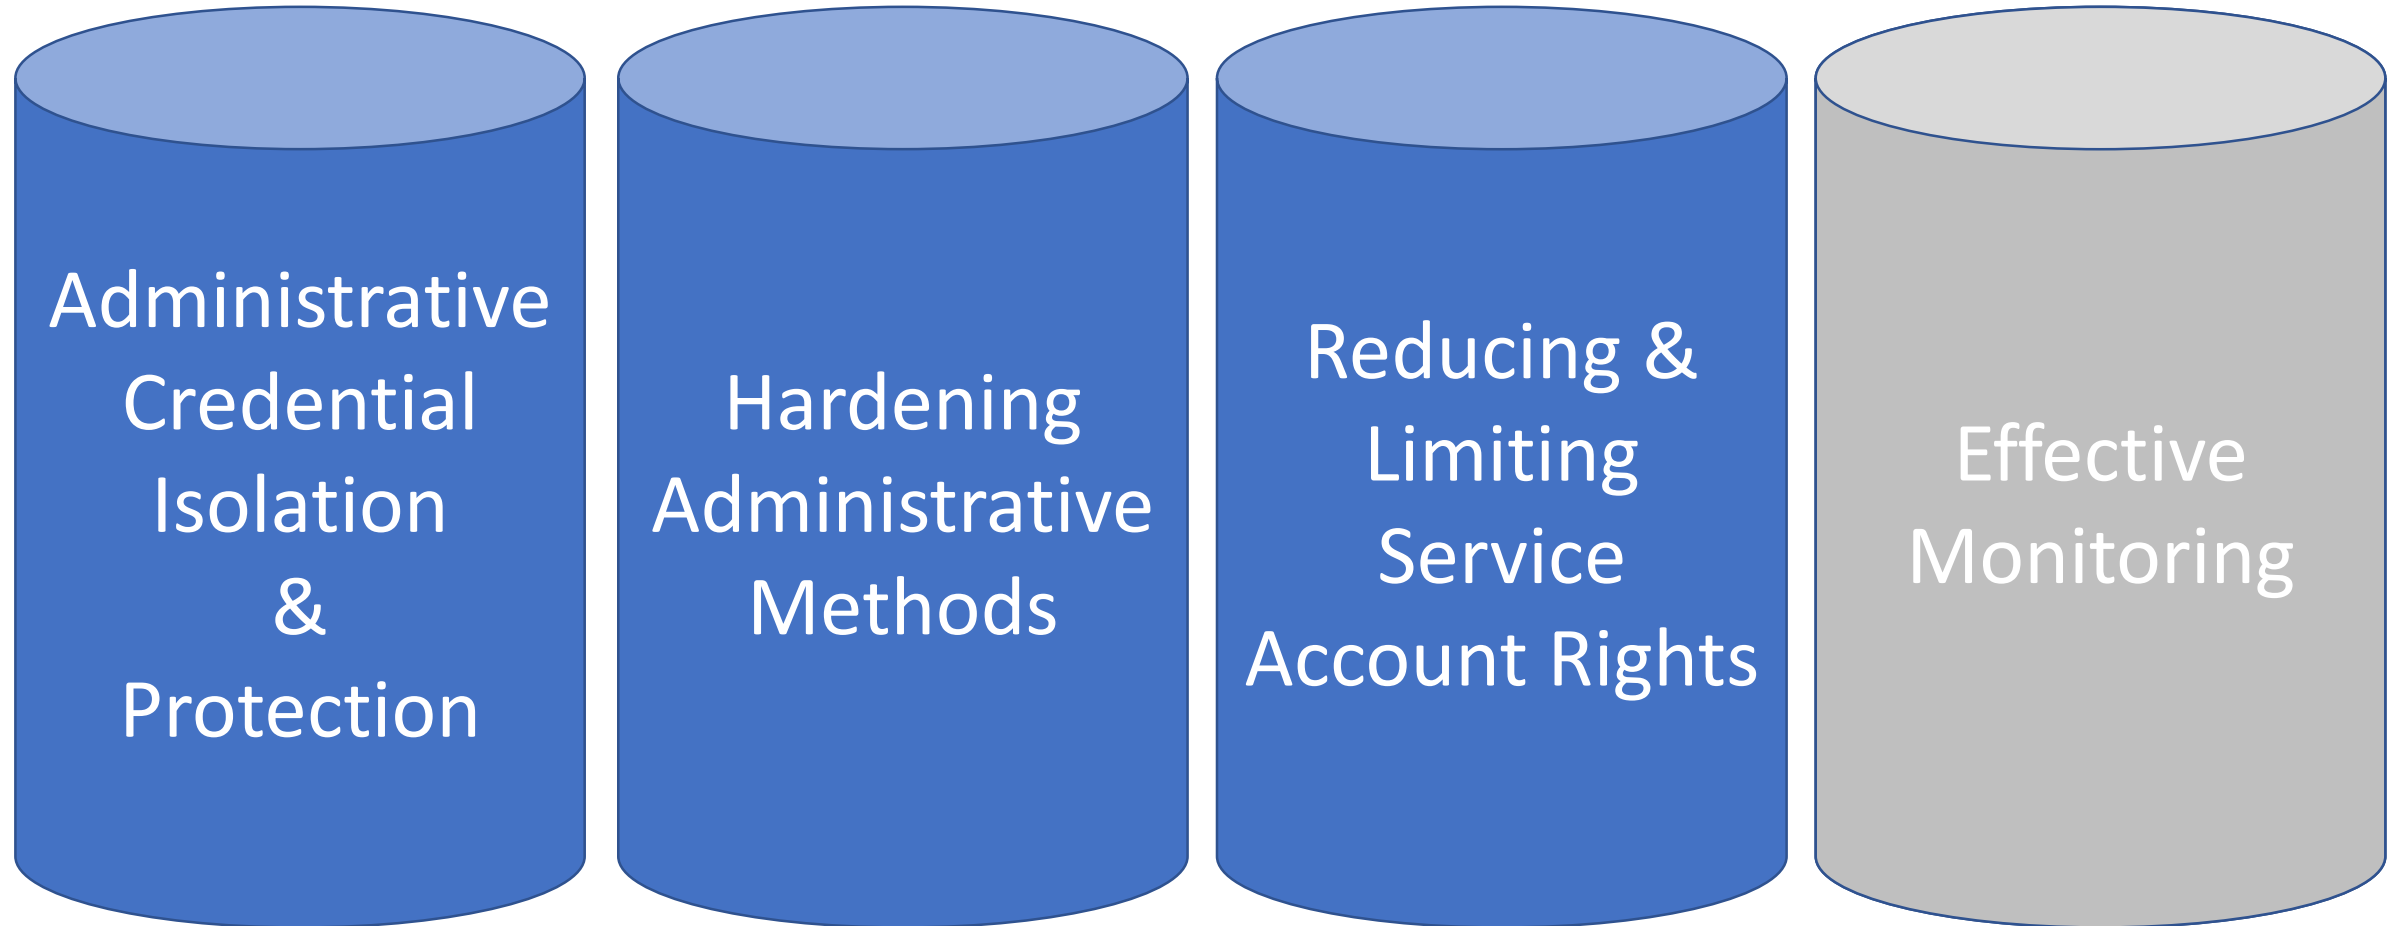 Administrative
Credential
Isolation
&
Protection
Hardening
Administrative
Methods
Reducing &
Limiting
Service
Account Rights
Effective
Monitoring